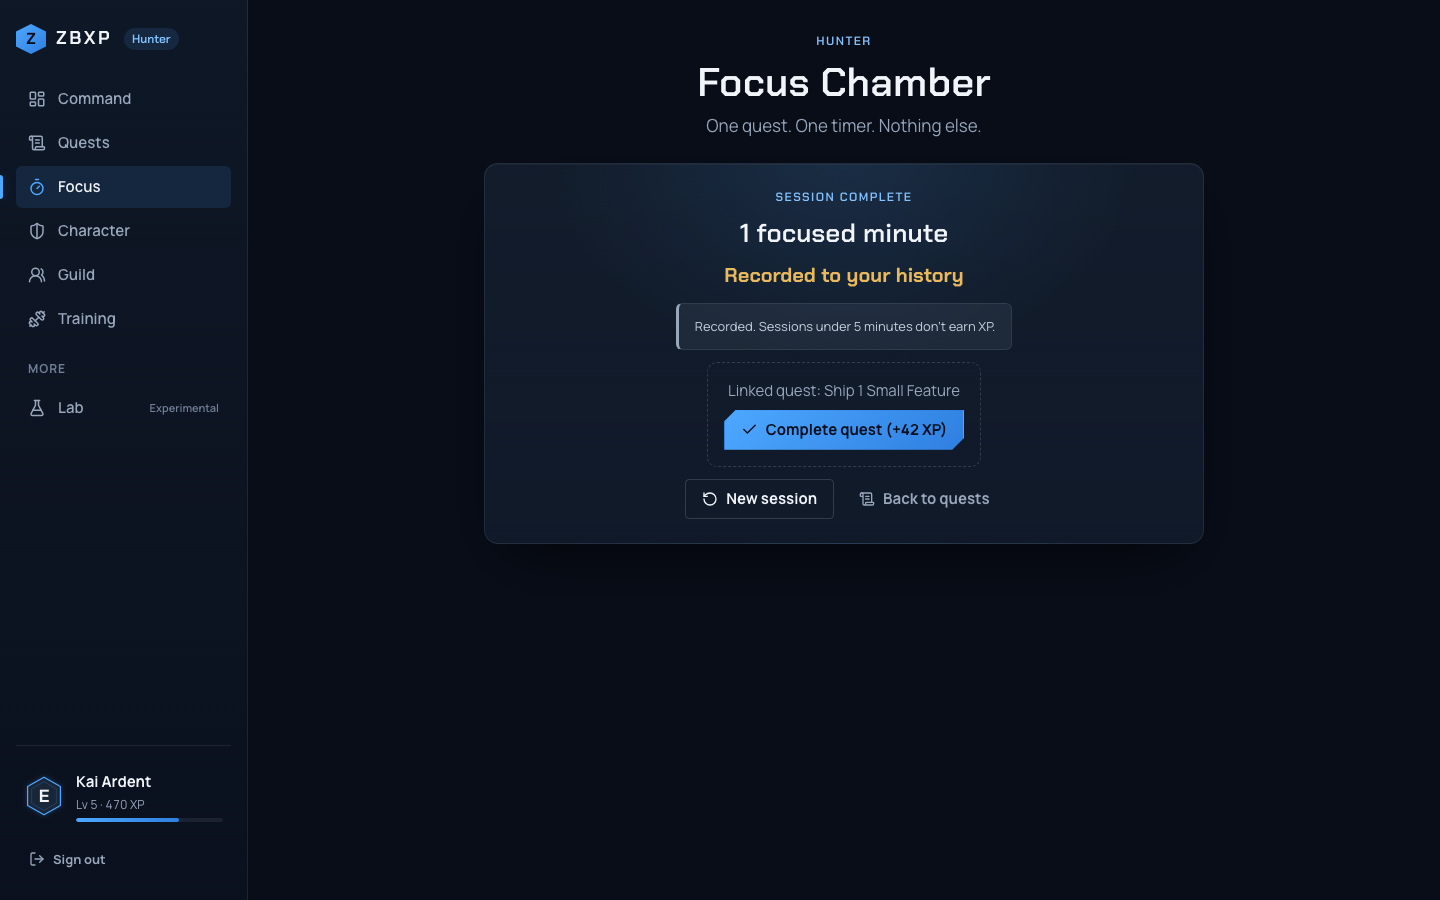 Z
ZBXP
Hunter
Command
Quests
Focus
Character
Guild
Training
MORE
Lab
Experimental
E
Kai Ardent
Lv 5 · 470 XP
Sign out
HUNTER
Focus Chamber
One quest. One timer. Nothing else.
SESSION COMPLETE
1 focused minute
Recorded to your history
Recorded. Sessions under 5 minutes don't earn XP.
Linked quest: Ship 1 Small Feature
Complete quest (+42 XP)
New session
Back to quests